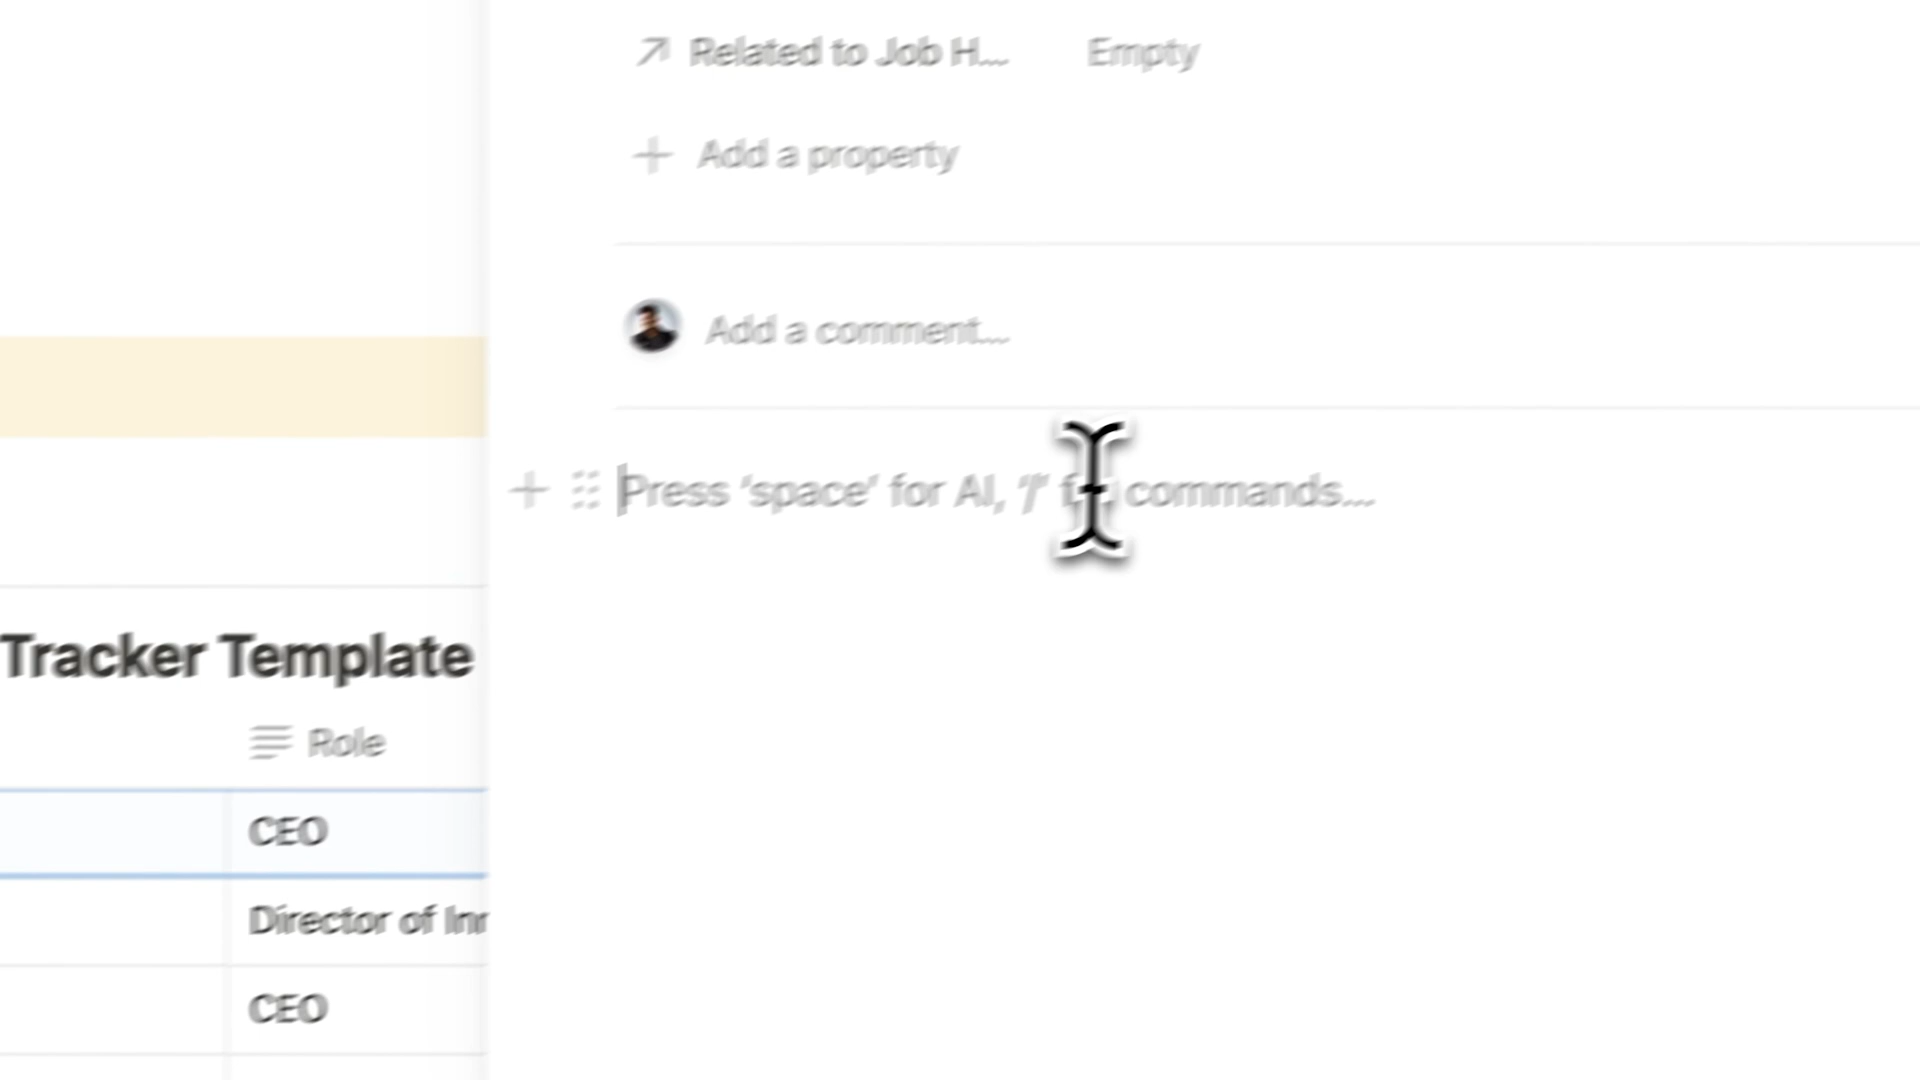 Related to Job H... Empty
Add a property
Add a comment...
Press 'space' for AI, '/' commands...
Tracker Template
Role
CEO
Director of
CEO